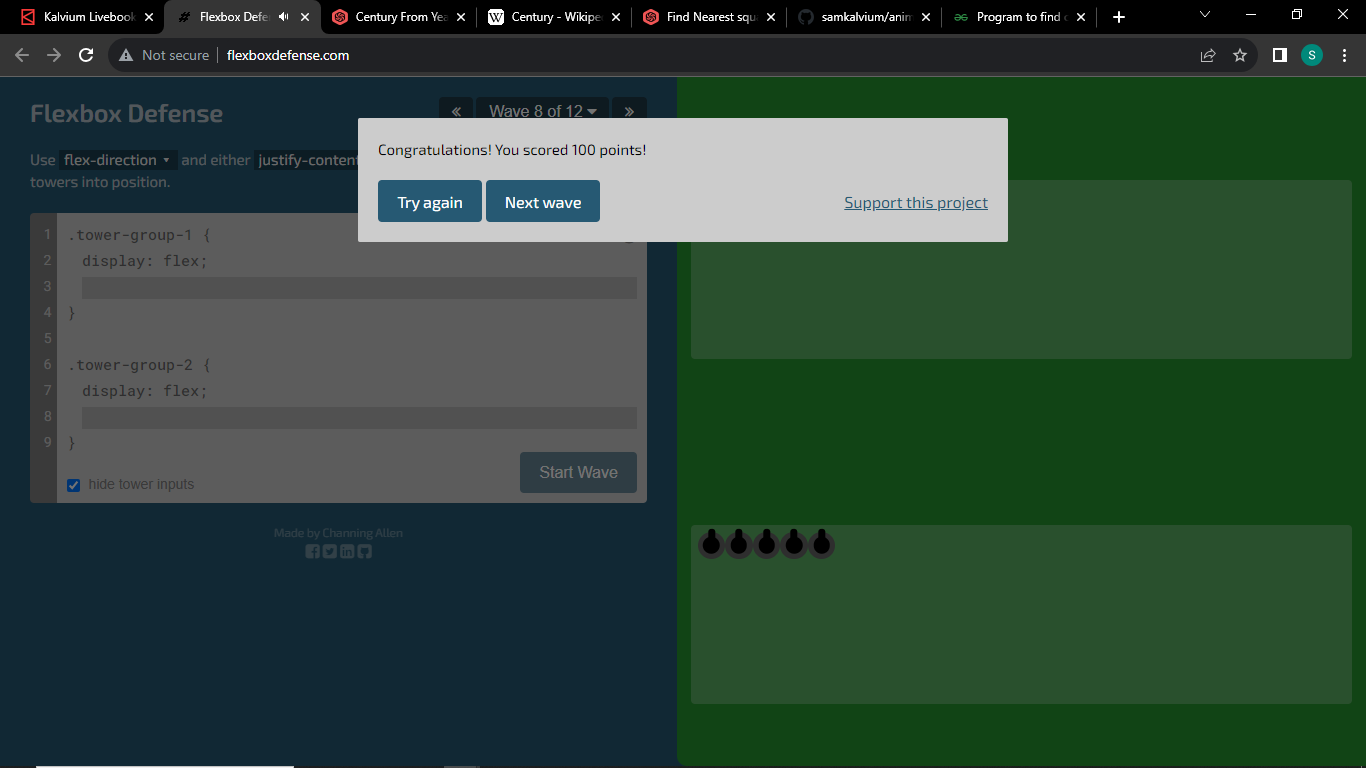 Kalvium Livebook
Flexbox Defe
Century From Yea
Century - Wikipe
Find Nearest squ
samkalvium/anim
Program to find
Not secure
flexboxdefense.com
S
Flexbox Defense
«
Wave 8 of 12
»
Use flex-direction and either justify-content
towers into position.
Congratulations! You scored 100 points!
Try again
Next wave
Support this project
1 .tower-group-1 {
2 display: flex;
3
4 }
5
6 .tower-group-2 {
7 display: flex;
8
9 }
hide tower inputs
Start Wave
Made by Channing Allen